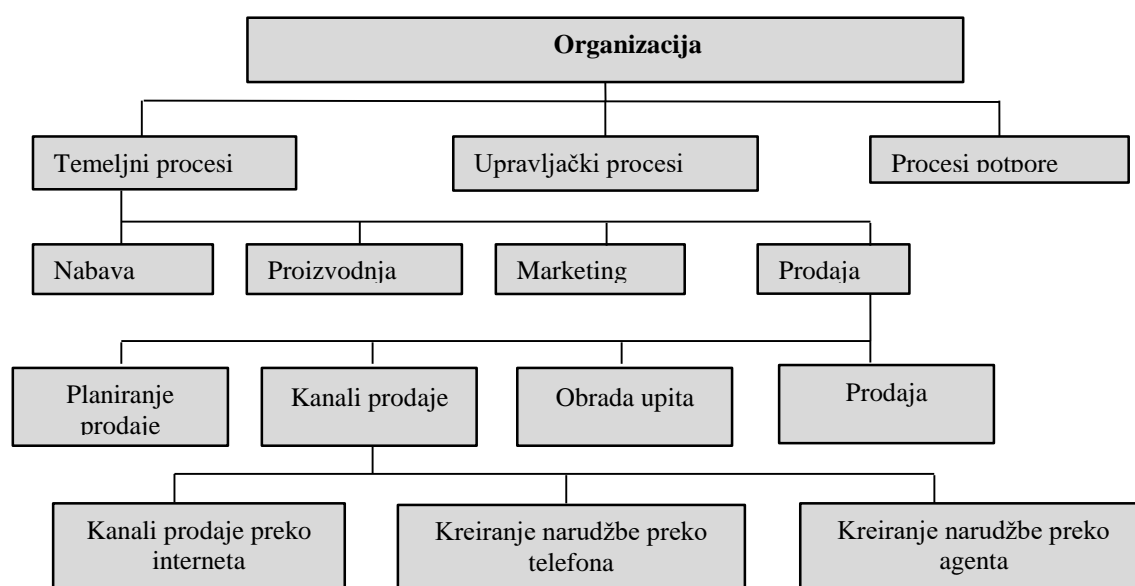 Organizacija
Temeljni procesi
Upravljački procesi
Procesi potpore
Nabava
Proizvodnja
Marketing
Prodaja
Planiranje
prodaje
Kanali prodaje
Obrada upita
Prodaja
Kanali prodaje preko
interneta
Kreiranje narudžbe preko
telefona
Kreiranje narudžbe preko
agenta